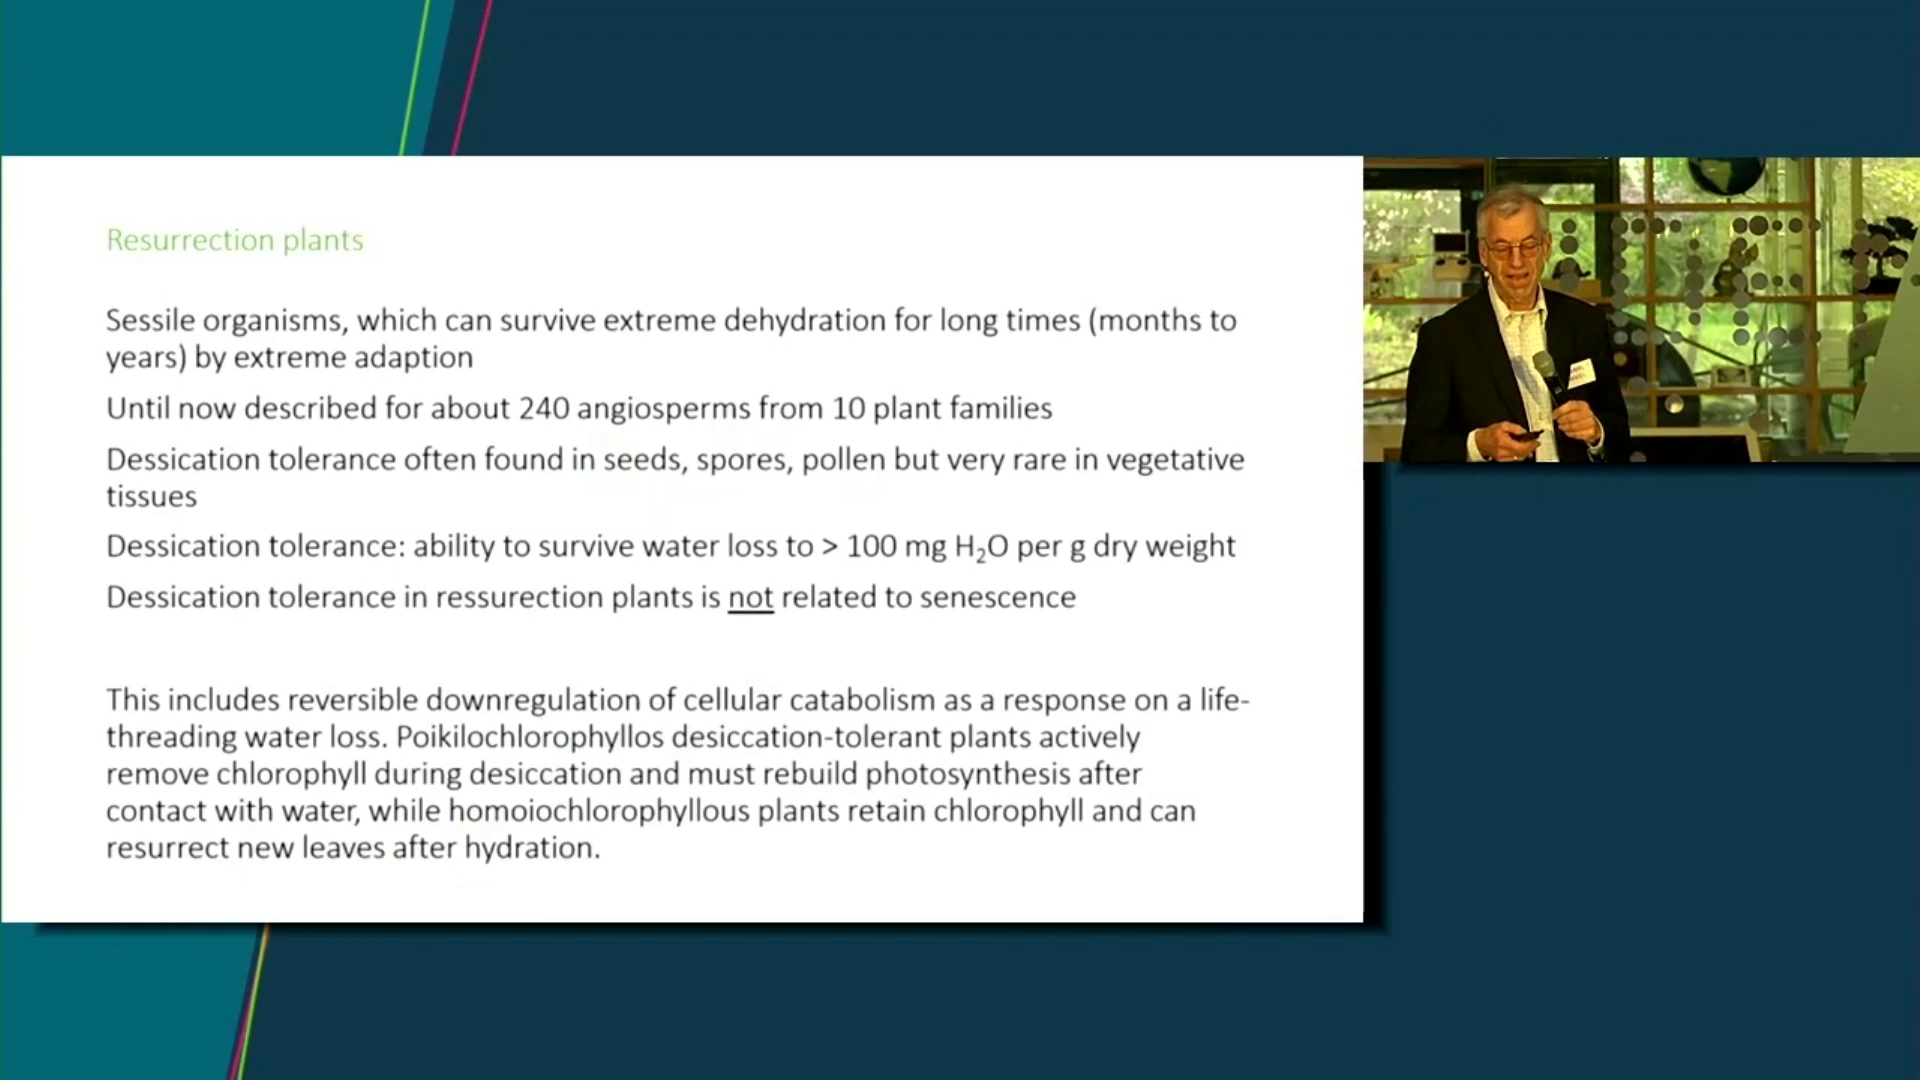 Resurrection plants
Sessile organisms, which can survive extreme dehydration for long times (months to
years) by extreme adaption
Until now described for about 240 angiosperms from 10 plant families
Dessication tolerance often found in seeds, spores, pollen but very rare in vegetative
tissues
Dessication tolerance: ability to survive water loss to > 100 mg H₂O per g dry weight
Dessication tolerance in ressurection plants is not related to senescence
This includes reversible downregulation of cellular catabolism as a response on a life-
threading water loss. Poikilochlorophyllos desiccation-tolerant plants actively
remove chlorophyll during desiccation and must rebuild photosynthesis after
contact with water, while homoiochlorophyllous plants retain chlorophyll and can
resurrect new leaves after hydration.